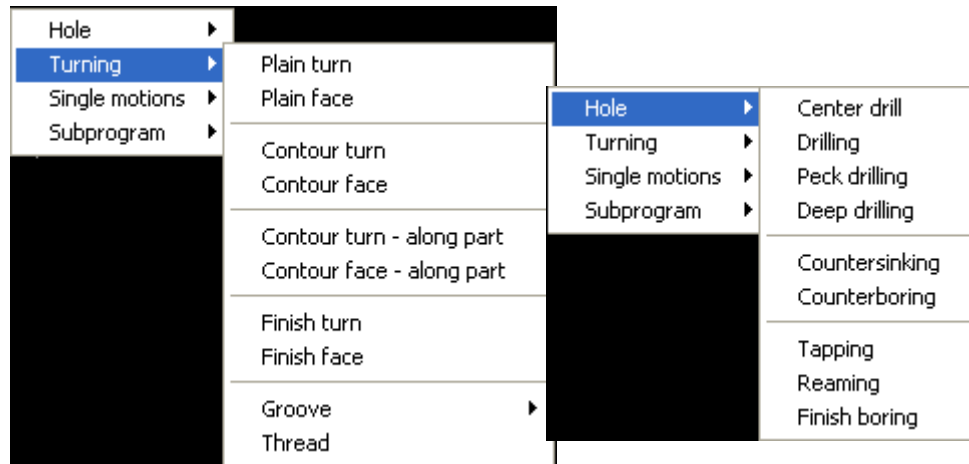 Hole
Turning
Single motions
Subprogram
Plain turn
Plain face
Contour turn
Contour face
Contour turn - along part
Contour face - along part
Finish turn
Finish face
Groove
Thread
Hole
Turning
Single motions
Subprogram
Center drill
Drilling
Peck drilling
Deep drilling
Countersinking
Counterboring
Tapping
Reaming
Finish boring